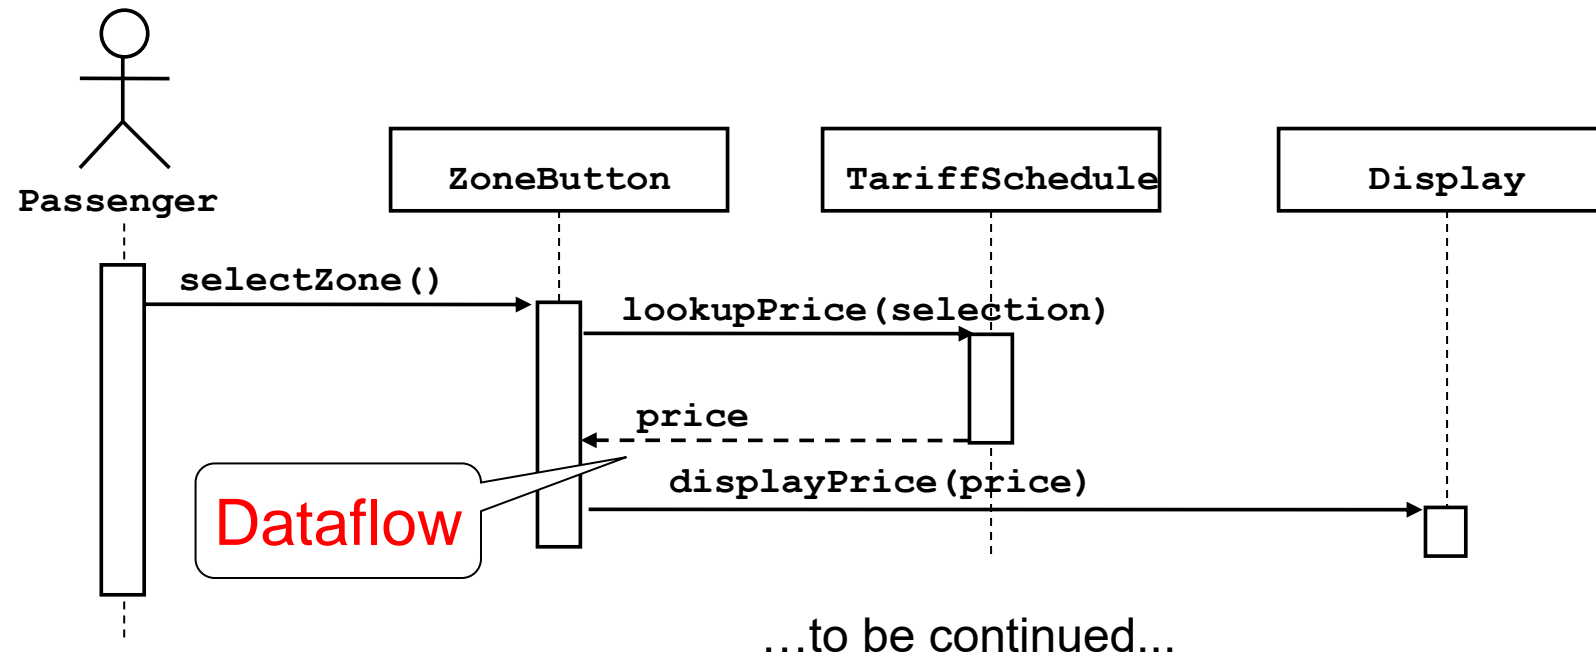 ZoneButton
TariffSchedule
Display
Passenger
selectZone()
lookupPrice(selection)
price
displayPrice(price)
Dataflow
…to be continued...